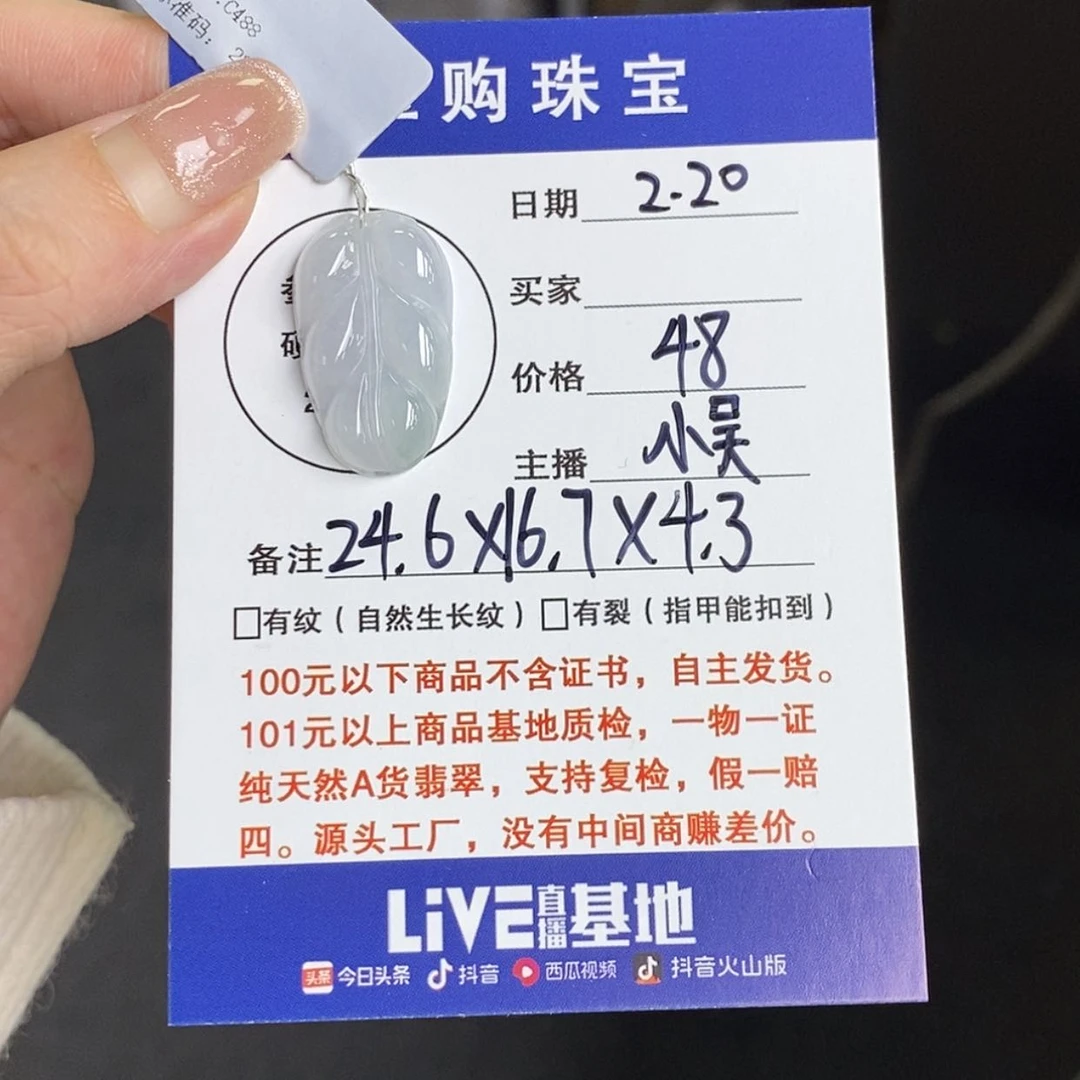 C488
准码：2
购珠宝
日期 2.20
买家
价格 48
主播 小吴
备注 24.6X16.7X4.3
□有纹（自然生长纹）□有裂（指甲能扣到）
100元以下商品不含证书，自主发货。
101元以上商品基地质检，一物一证
纯天然A货翡翠，支持复检，假一赔
四。源头工厂，没有中间商赚差价。
LiVE直播基地
头条 今日头条 抖音 西瓜视频 抖音火山版